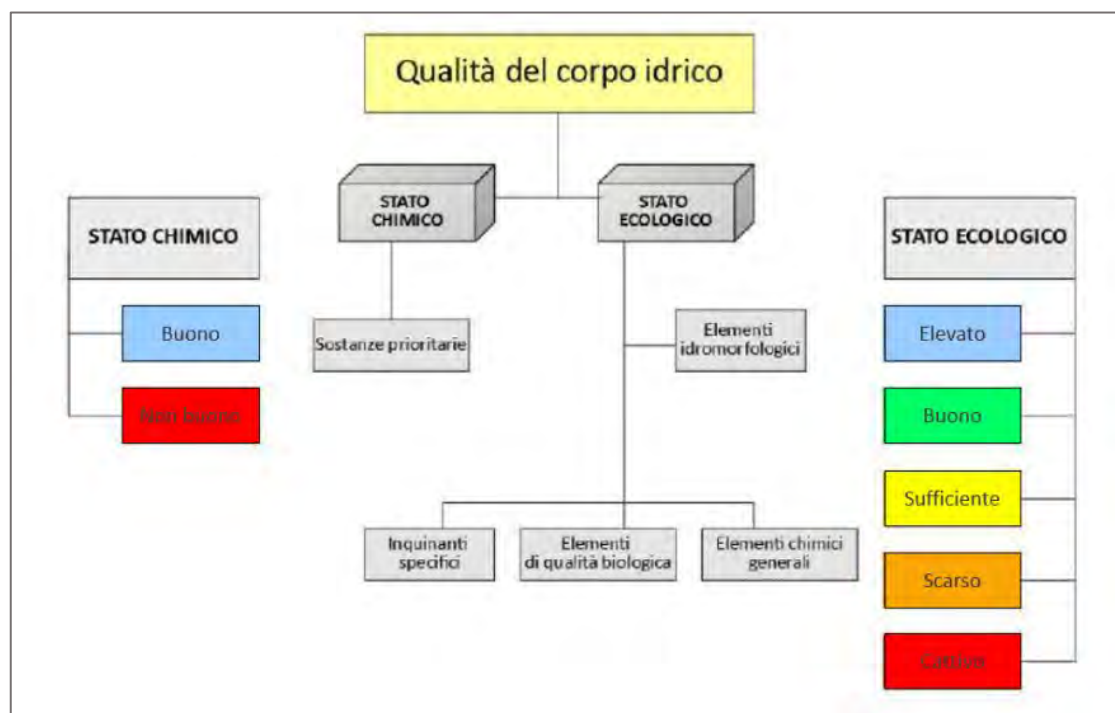 Qualità del corpo idrico
STATO
CHIMICO
STATO
ECOLOGICO
STATO CHIMICO
STATO ECOLOGICO
Buono
Non buono
Sostanze prioritarie
Elementi
idromorfologici
Elevato
Buono
Sufficiente
Inquinanti
specifici
Elementi
di qualità biologica
Elementi chimici
generali
Scarso
Cattivo